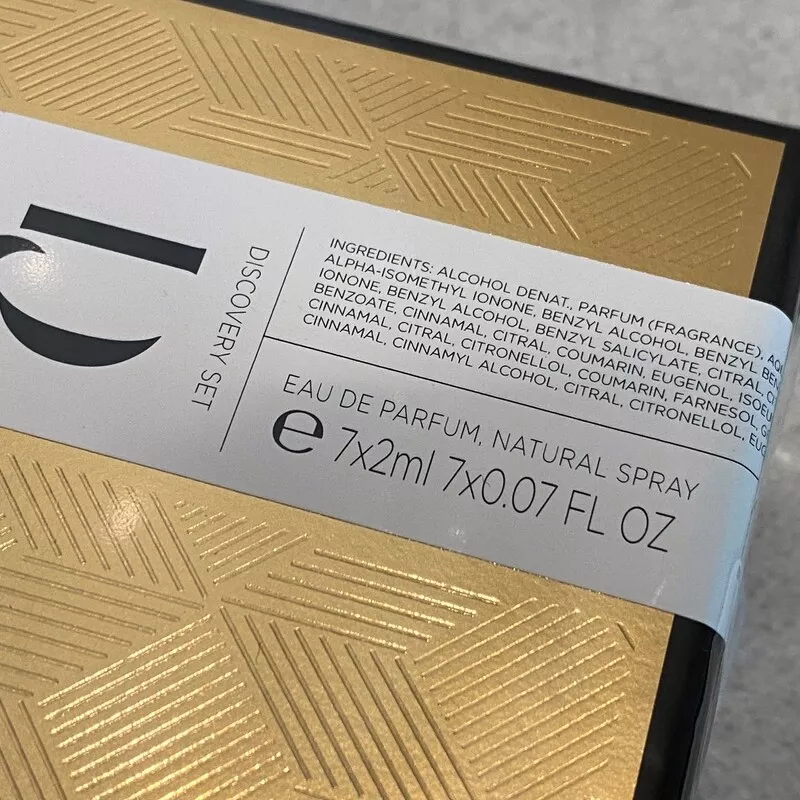 DISCOVERY SET
INGREDIENTS: ALCOHOL DENAT., PARFUM (FRAGRANCE),
ALPHA-ISOMETHYL IONONE, BENZYL ALCOHOL, BENZYL
IONONE, BENZYL ALCOHOL, BENZYL SALICYLATE, CITRAL,
BENZOATE, CINNAMAL, CITRAL, COUMARIN, EUGENOL,
CINNAMAL, CITRAL, CITRONELLOL, COUMARIN, FARNESOL,
CINNAMAL, CINNAMYL ALCOHOL, CITRAL, CITRONELLOL,
EAU DE PARFUM, NATURAL SPRAY
e 7x2ml 7x0.07 FL OZ